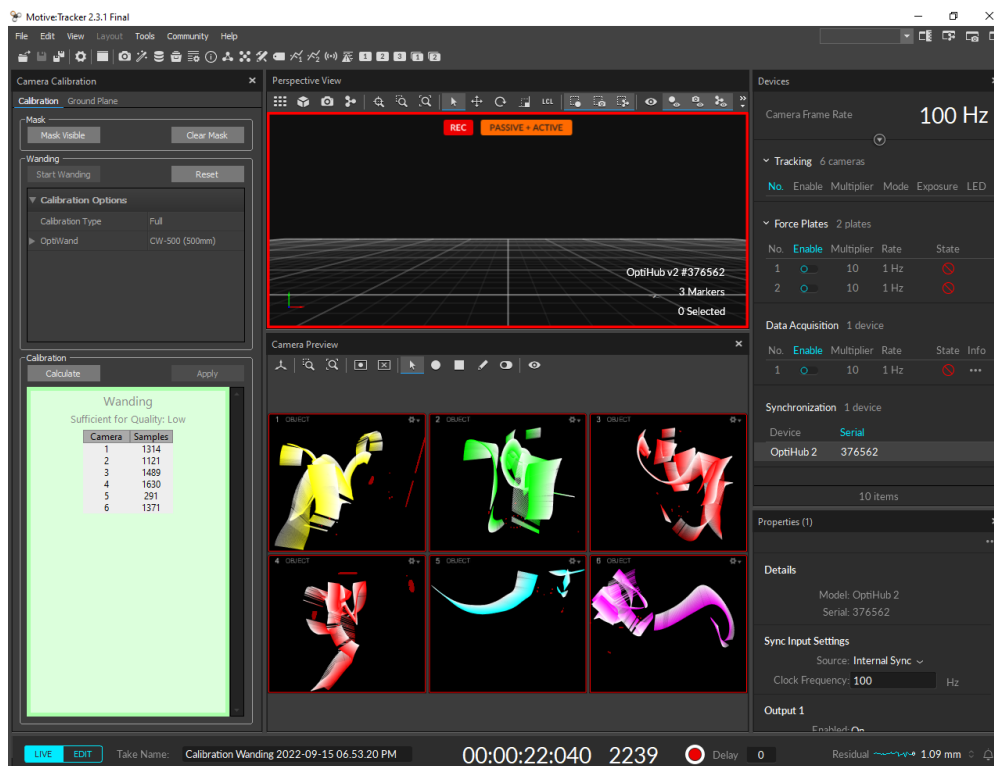 Motive:Tracker 2.3.1 Final
File Edit View Layout Tools Community Help
Camera Calibration
Calibration Ground Plane
Mask
Mask Visible Clear Mask
Wanding
Start Wanding Reset
Calibration Options
Calibration Type Full
OptiWand CW-500 (500mm)
Calibration
Calculate Apply
Wanding
Sufficient for Quality: Low
Camera Samples
1 1314
2 1121
3 1489
4 1630
5 291
6 1371
Perspective View
LCL
REC PASSIVE + ACTIVE
OptiHub v2 #376562
3 Markers
0 Selected
Camera Preview
1 OBJECT
2 OBJECT
3 OBJECT
4 OBJECT
5 OBJECT
6 OBJECT
Devices
Camera Frame Rate 100 Hz
Tracking 6 cameras
No. Enable Multiplier Mode Exposure LED
Force Plates 2 plates
No. Enable Multiplier Rate State
1 10 1 Hz
2 10 1 Hz
Data Acquisition 1 device
No. Enable Multiplier Rate State Info
1 10 1 Hz
Synchronization 1 device
Device Serial
OptiHub 2 376562
10 items
Properties (1)
Details
Model: OptiHub 2
Serial: 376562
Sync Input Settings
Source: Internal Sync
Clock Frequency: 100 Hz
Output 1
Enabled: On
LIVE EDIT Take Name: Calibration Wanding 2022-09-15 06.53.20 PM 00:00:22:040 2239 Delay 0 Residual 1.09 mm